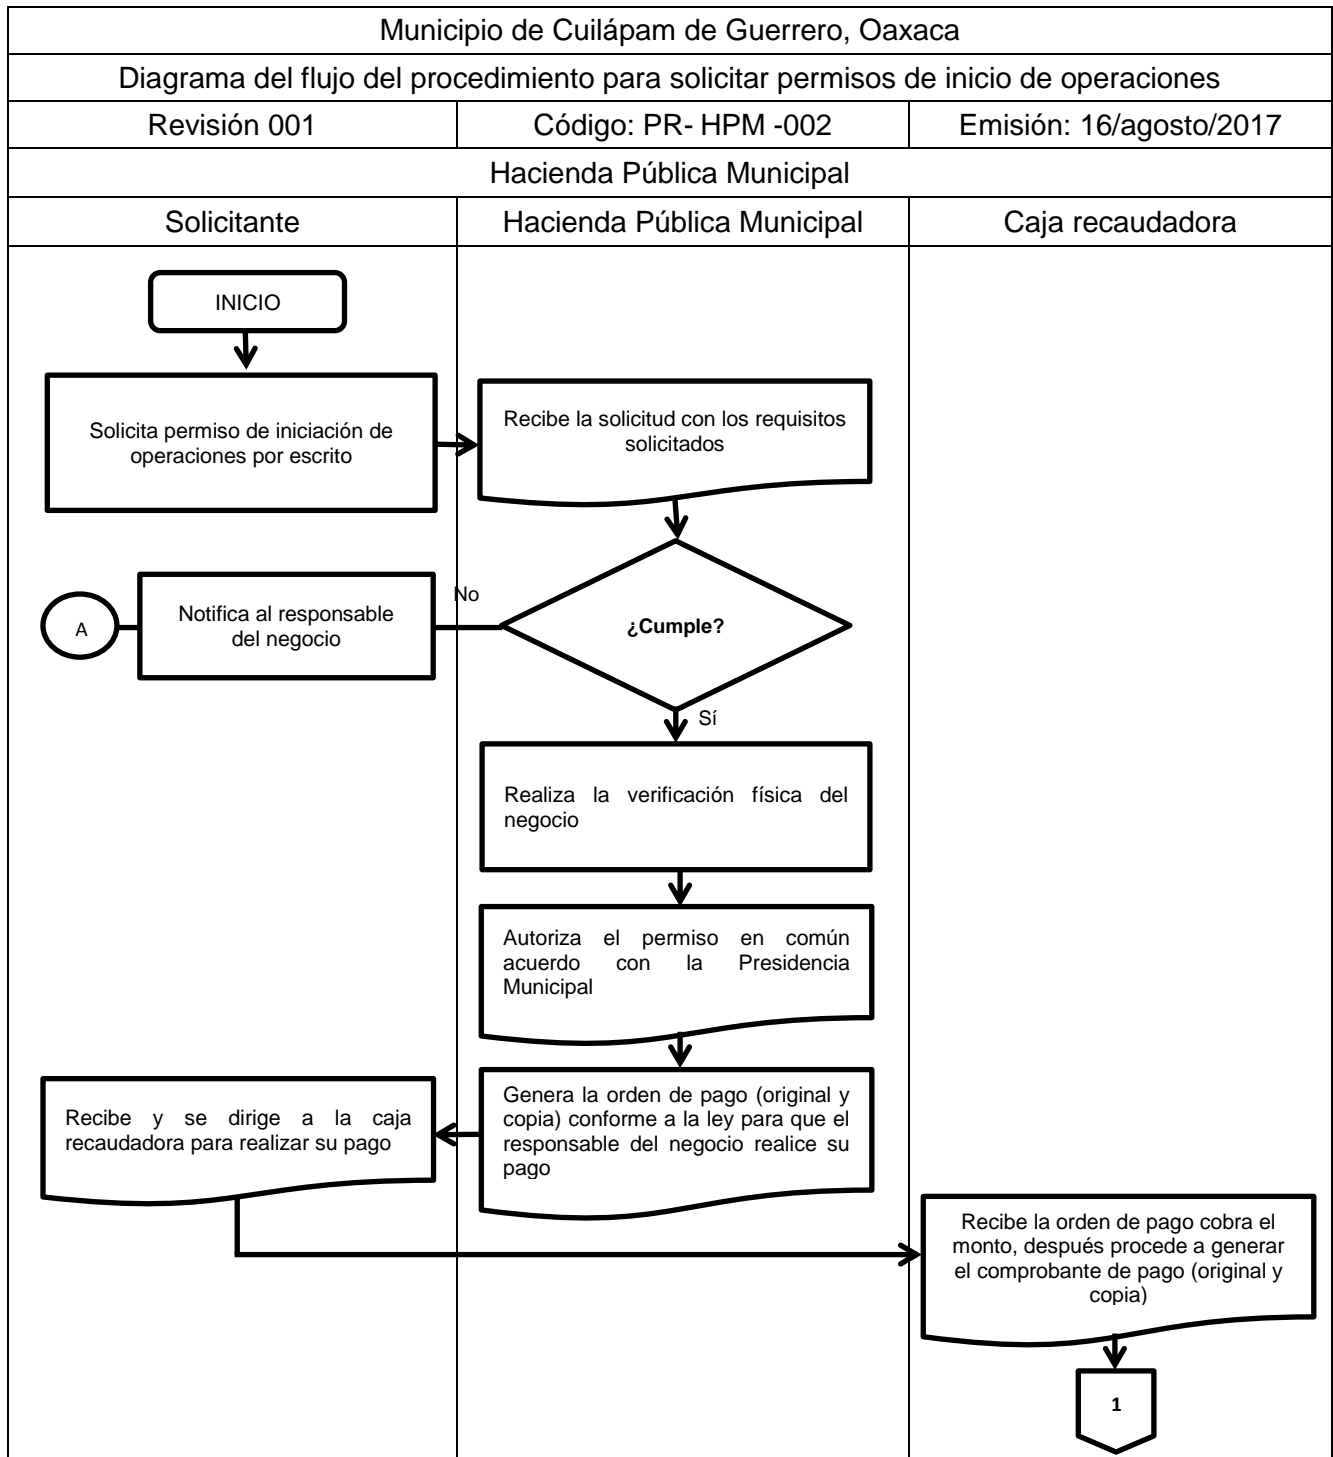 Municipio de Cuilápam de Guerrero, Oaxaca
Diagrama del flujo del procedimiento para solicitar permisos de inicio de operaciones
Revisión 001
Código: PR- HPM -002
Emisión: 16/agosto/2017
Hacienda Pública Municipal
Solicitante
Hacienda Pública Municipal
Caja recaudadora
INICIO
Solicita permiso de iniciación de
operaciones por escrito
Recibe la solicitud con los requisitos
solicitados
No
A
Notifica al responsable
del negocio
¿Cumple?
Sí
Realiza la verificación física del
negocio
Autoriza el permiso en común
acuerdo con la Presidencia
Municipal
Genera la orden de pago (original y
copia) conforme a la ley para que el
responsable del negocio realice su
pago
Recibe y se dirige a la caja
recaudadora para realizar su pago
Recibe la orden de pago cobra el
monto, después procede a generar
el comprobante de pago (original y
copia)
1